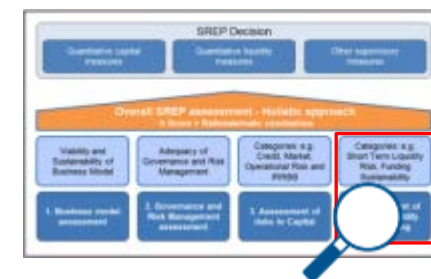 SREP Decision
Quantitative capital
measures
Quantitative liquidity
measures
Other supervisory
measures
Overall SREP assessment - Holistic approach
Viability and
Sustainability of
Business Model
Adequacy of
Governance and Risk
Management
Categories: e.g.
Credit, Market,
Operational Risk and
IRRBB
Categories: e.g.
Short Term Liquidity
Risk, Funding
Sustainability
1. Business model
assessment
2. Governance and
Risk Management
assessment
3. Assessment of
risks to Capital